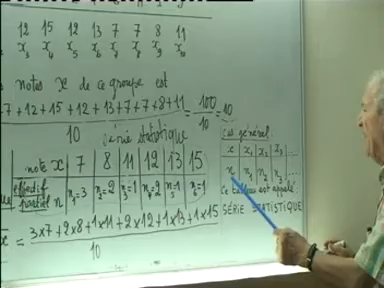 12 15 12 13 7 7 8 11
x₃ x₄ x₅ x₆ x₇ x₈ x₉ x₁₀
notes x de ce groupe est
7+12+15+12+13+7+7+8+11 = 100 = 10
10 10
série statistique
note x 7 8 11 12 13 15
effectif partiel n n₁=3 n₂=2 n₃=1 n₄=2 n₅=1 n₆=1
x̄ = 3×7+2×8+1×11+2×12+1×13+1×15
10
cas général
x x₁ x₂ x₃ ...
n n₁ n₂ n₃ ...
Ce tableau est appelé
SÉRIE STATISTIQUE